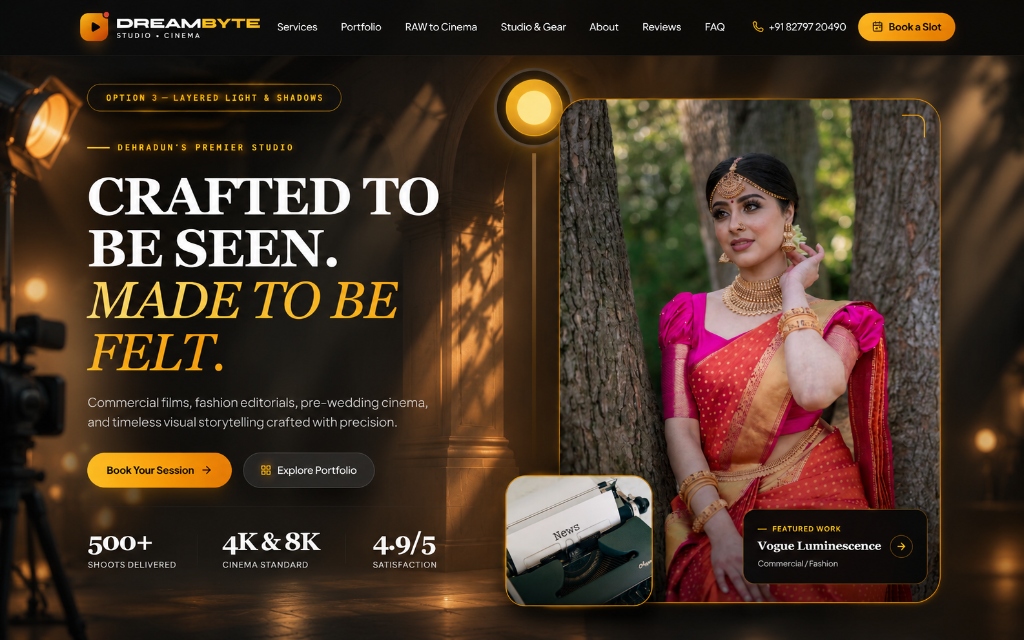 DREAMBYTE
STUDIO • CINEMA
Services
Portfolio
RAW to Cinema
Studio & Gear
About
Reviews
FAQ
+91 82797 20490
Book a Slot
OPTION 3 — LAYERED LIGHT & SHADOWS
DEHRADUN'S PREMIER STUDIO
CRAFTED TO
BE SEEN.
MADE TO BE
FELT.
Commercial films, fashion editorials, pre-wedding cinema,
and timeless visual storytelling crafted with precision.
Book Your Session
Explore Portfolio
500+
SHOOTS DELIVERED
4K & 8K
CINEMA STANDARD
4.9/5
SATISFACTION
News
FEATURED WORK
Vogue Luminescence
Commercial / Fashion